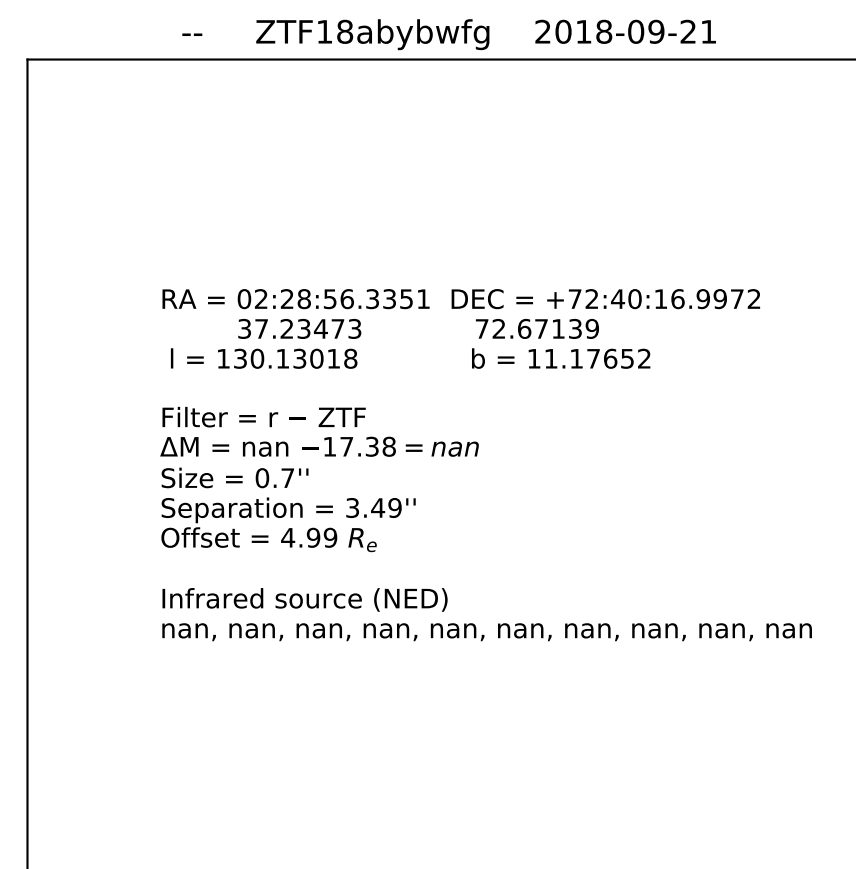 -- ZTF18abybwfg 2018-09-21
RA = 02:28:56.3351 DEC = +72:40:16.9972
37.23473 72.67139
l = 130.13018 b = 11.17652
Filter = r − ZTF
ΔM = nan −17.38 = nan
Size = 0.7''
Separation = 3.49''
Offset = 4.99 Re
Infrared source (NED)
nan, nan, nan, nan, nan, nan, nan, nan, nan, nan